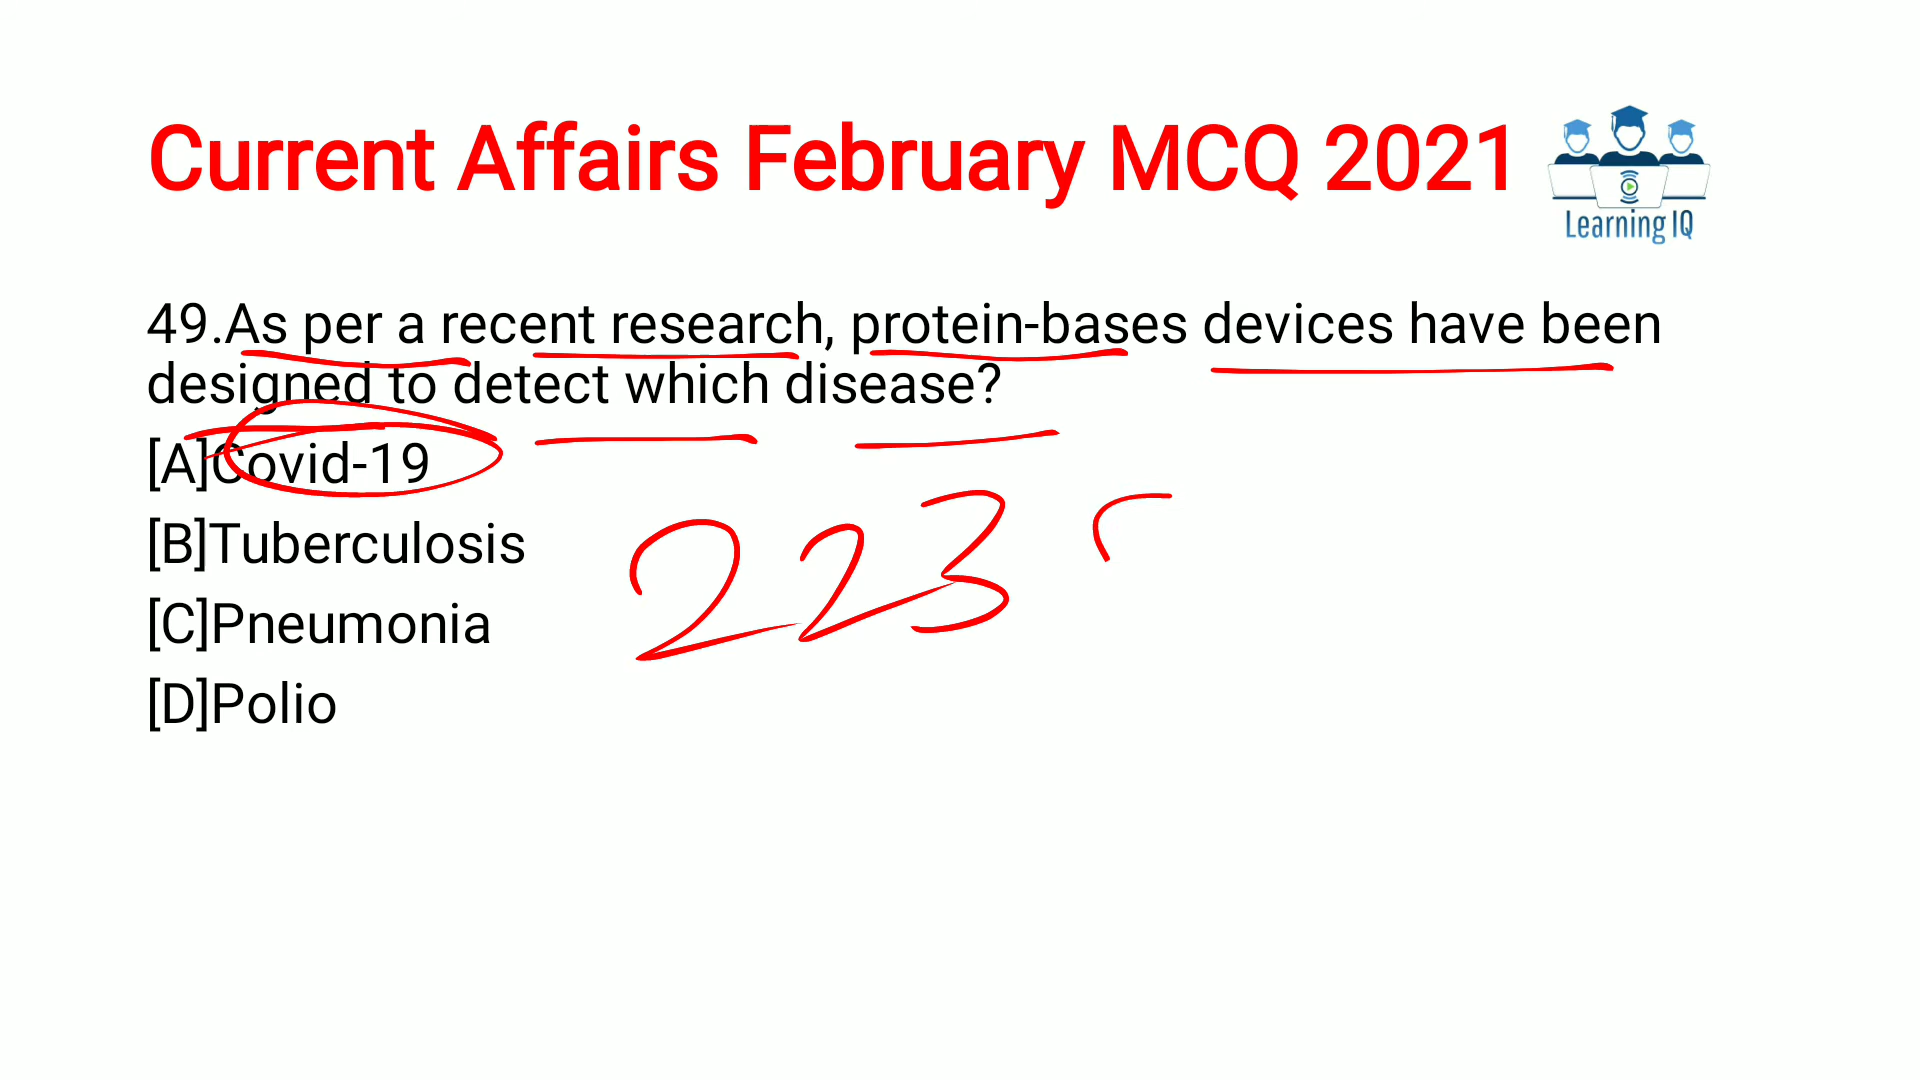 Current Affairs February MCQ 2021
Learning IQ
49.As per a recent research, protein-bases devices have been
designed to detect which disease?
[A]Covid-19
[B]Tuberculosis
223
[C]Pneumonia
[D]Polio